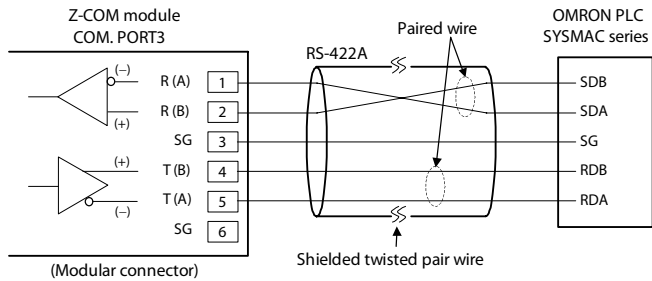 Z-COM module
COM. PORT3
Paired wire
OMRON PLC
SYSMAC series
RS-422A
(−)
R (A) 1
SDB
R (B) 2
SDA
(+)
SG 3
SG
(+)
T (B) 4
RDB
T (A) 5
RDA
(−)
SG 6
(Modular connector)
Shielded twisted pair wire